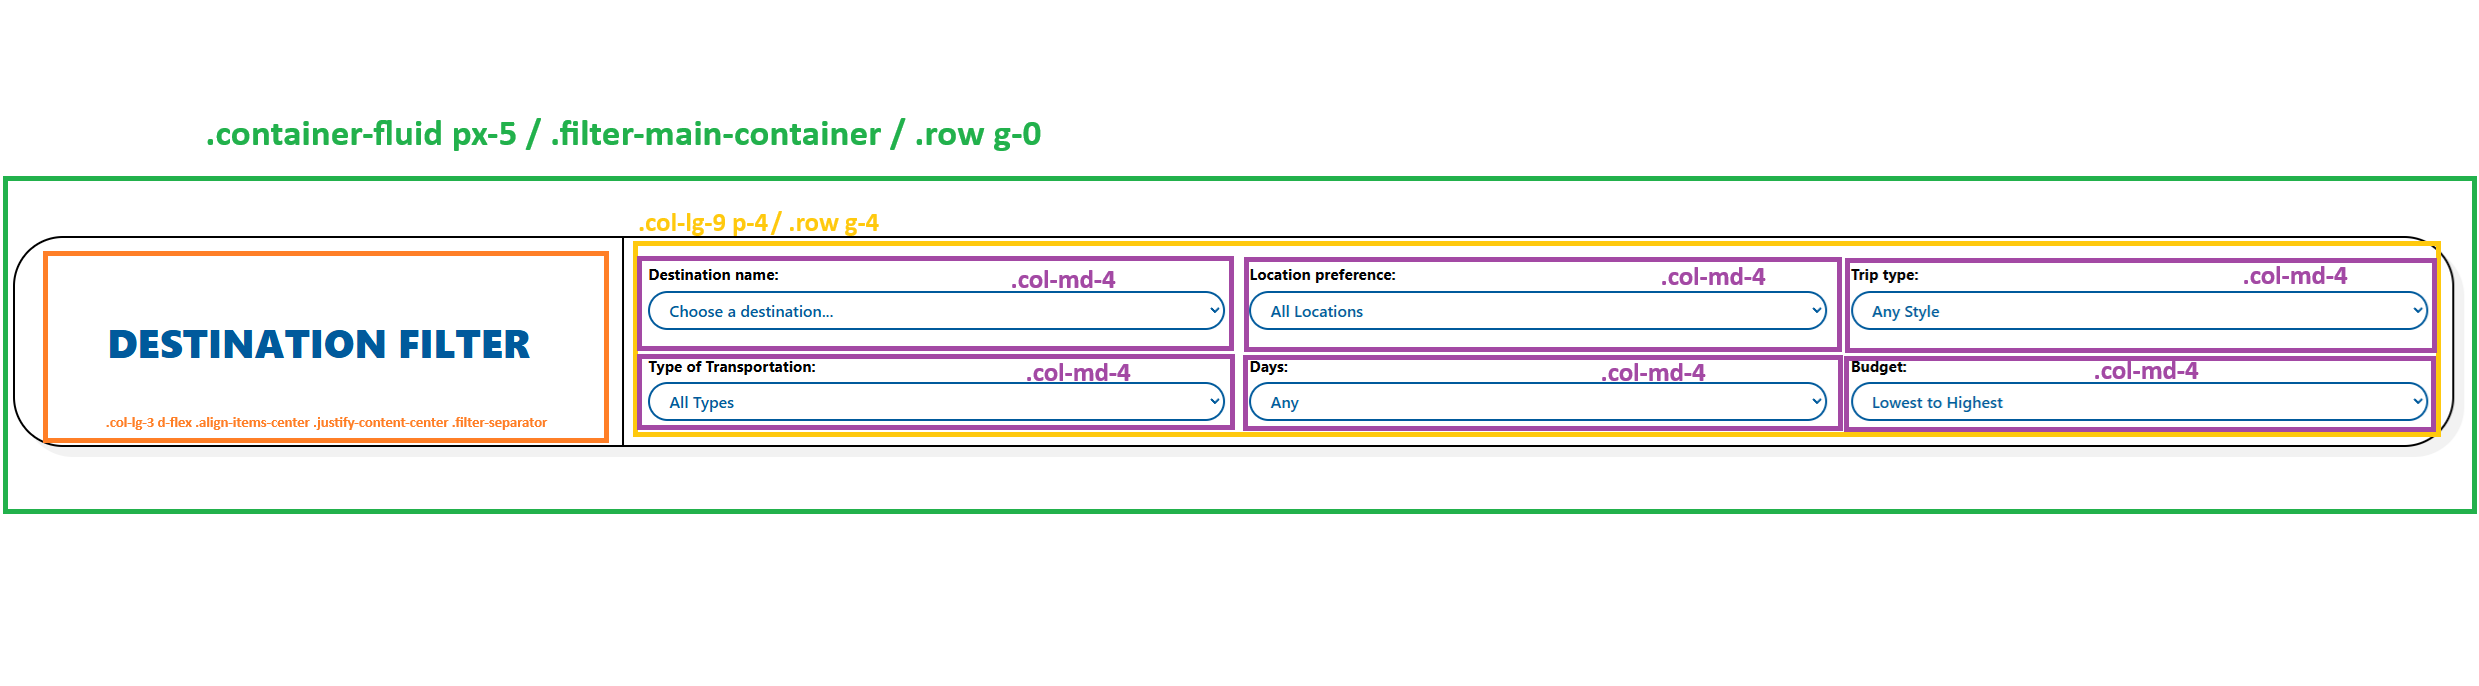 .container-fluid px-5 / .filter-main-container / .row g-0
.col-lg-9 p-4/ .row g-4
DESTINATION FILTER
.col-lg-3 d-flex .align-items-center .justify-content-center .filter-separator
Destination name: .col-md-4
Choose a destination...
Location preference: .col-md-4
All Locations
Trip type: .col-md-4
Any Style
Type of Transportation: .col-md-4
All Types
Days: .col-md-4
Any
Budget: .col-md-4
Lowest to Highest